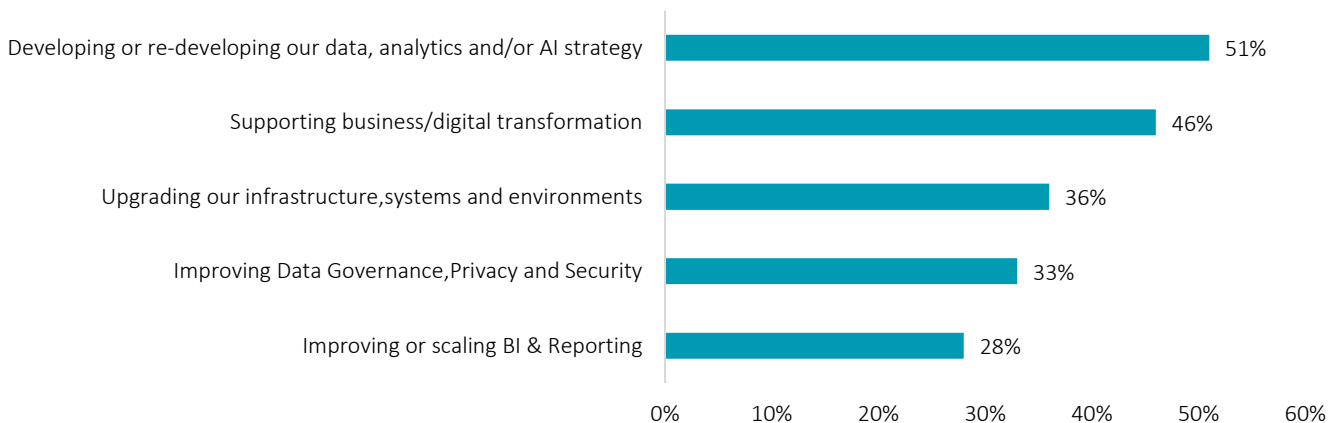 Developing or re-developing our data, analytics and/or AI strategy 51%
Supporting business/digital transformation 46%
Upgrading our infrastructure,systems and environments 36%
Improving Data Governance,Privacy and Security 33%
Improving or scaling BI & Reporting 28%
0% 10% 20% 30% 40% 50% 60%